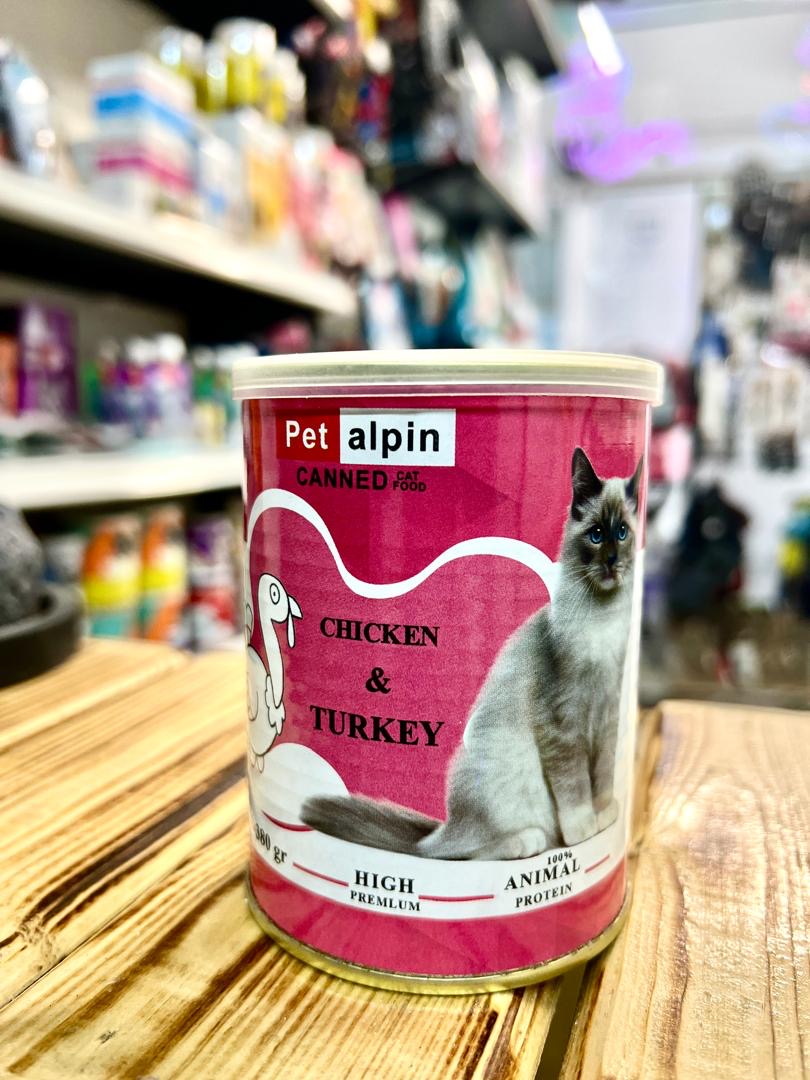 Pet alpin
CANNED CAT FOOD
CHICKEN
&
TURKEY
380 gr
HIGH
PREMLUM
100%
ANIMAL
PROTEIN